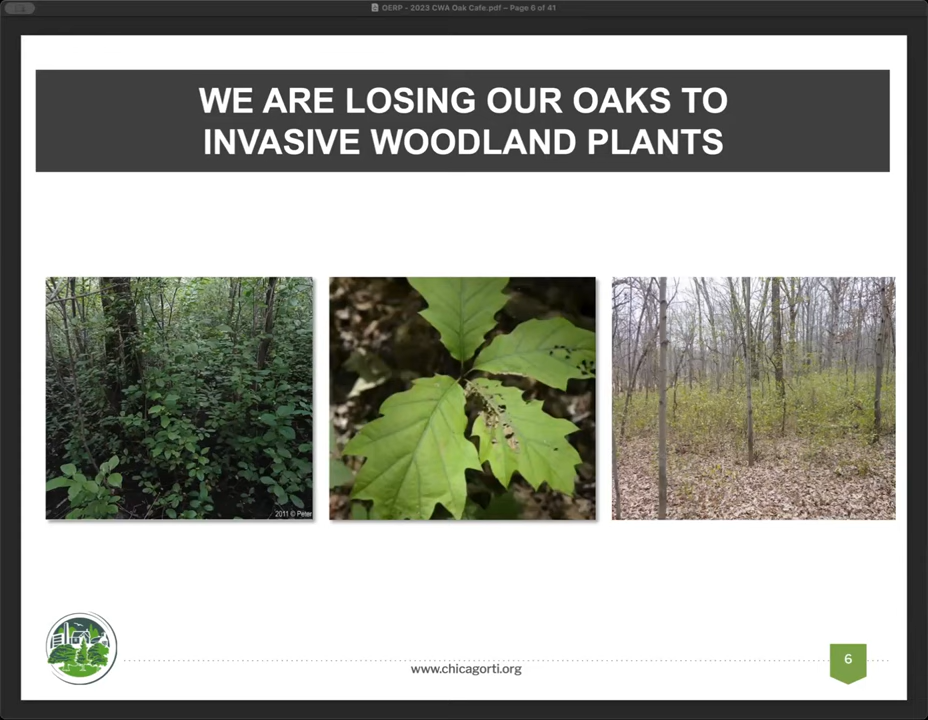 OERP - 2023 CWA Oak Cafe.pdf – Page 6 of 41
WE ARE LOSING OUR OAKS TO
INVASIVE WOODLAND PLANTS
2011 © Peter
www.chicagorti.org
6